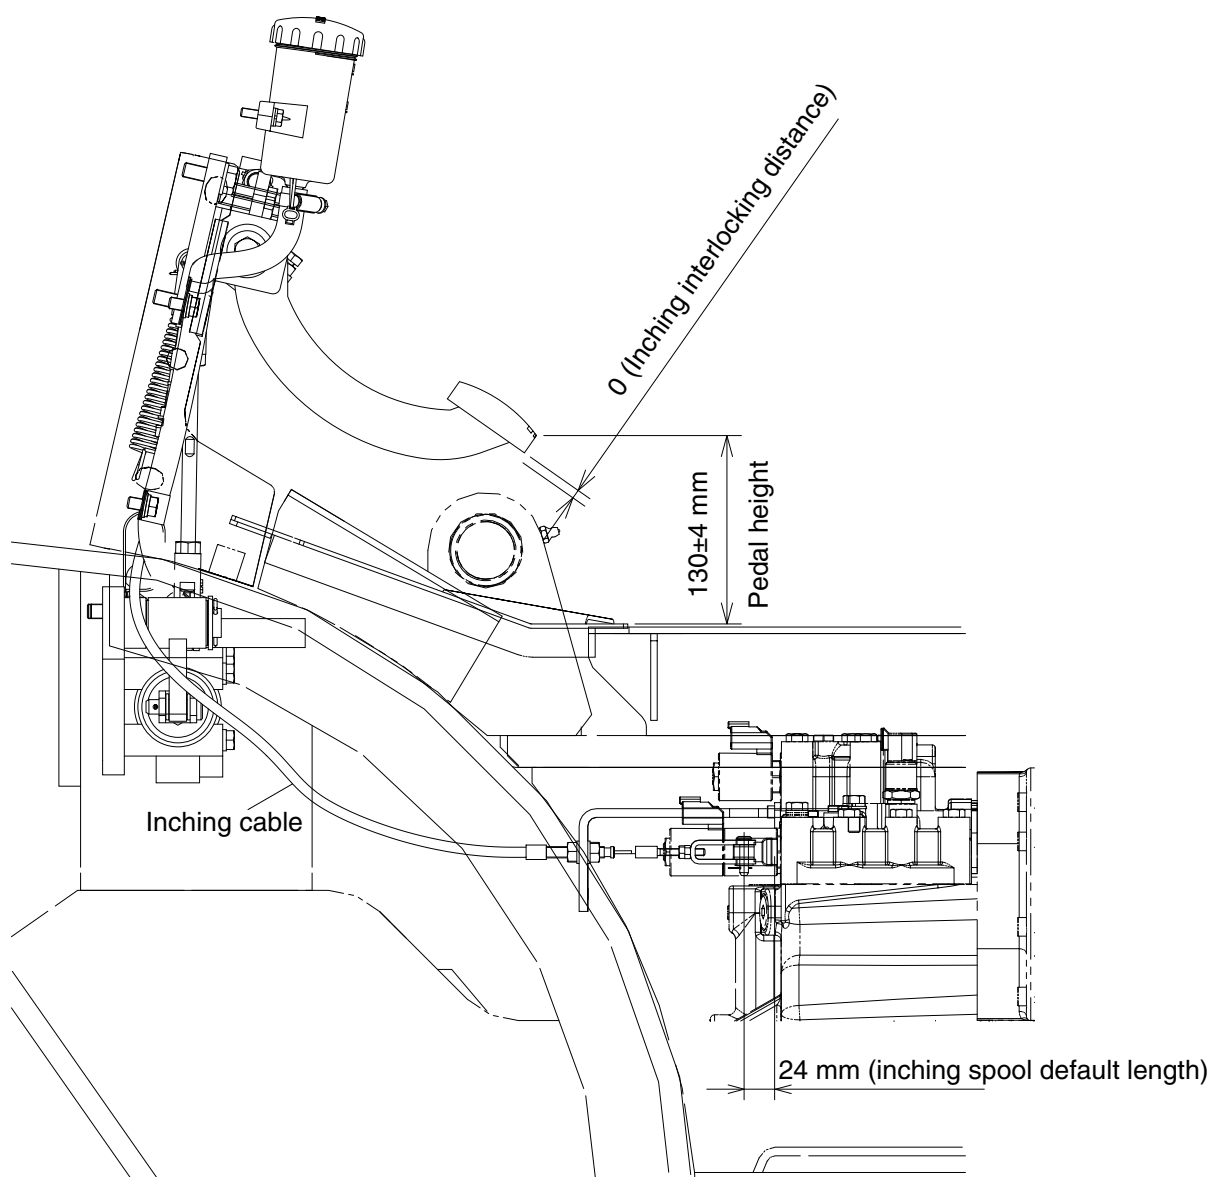 0 (Inching interlocking distance)
130±4 mm
Pedal height
Inching cable
24 mm (inching spool default length)